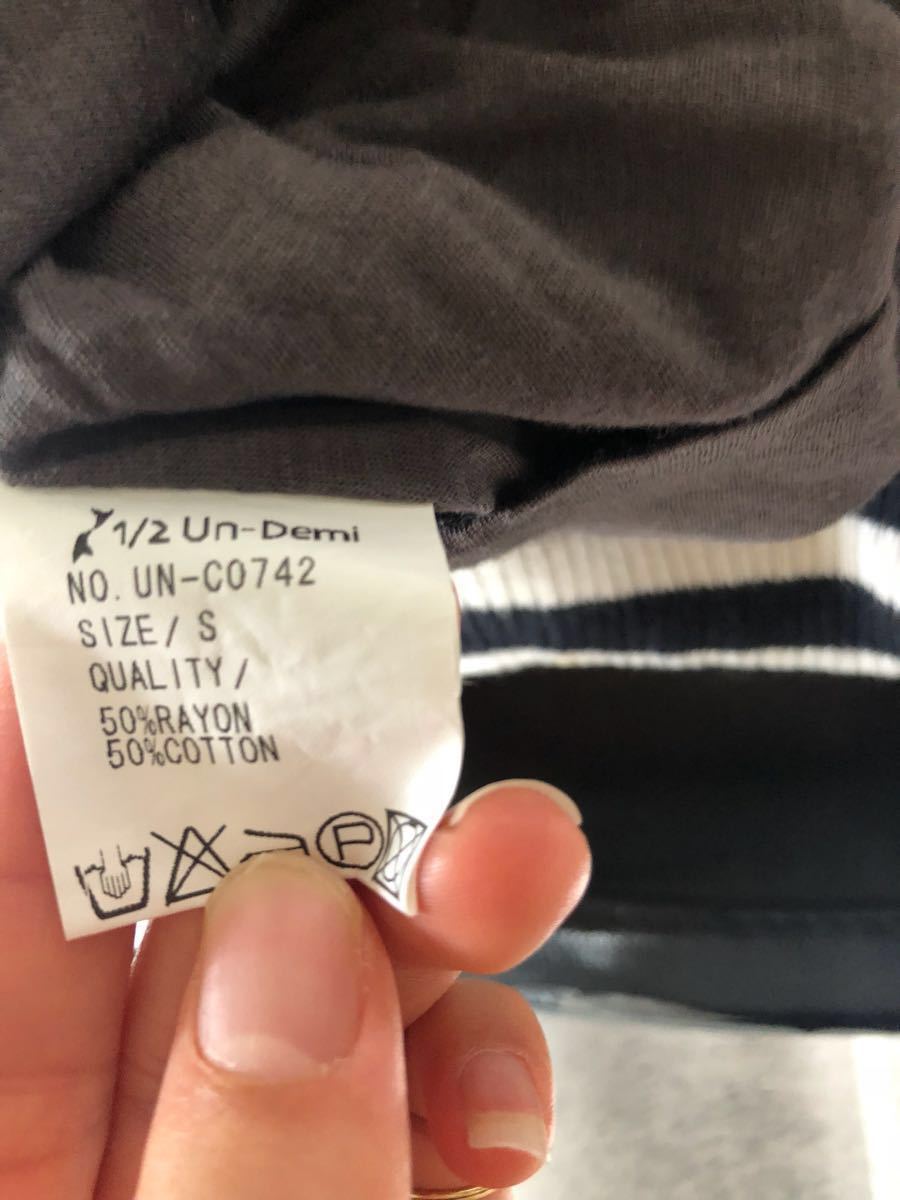 1/2 Un-Demi
NO. UN-C0742
SIZE/ S
QUALITY/
50%RAYON
50%COTTON
P